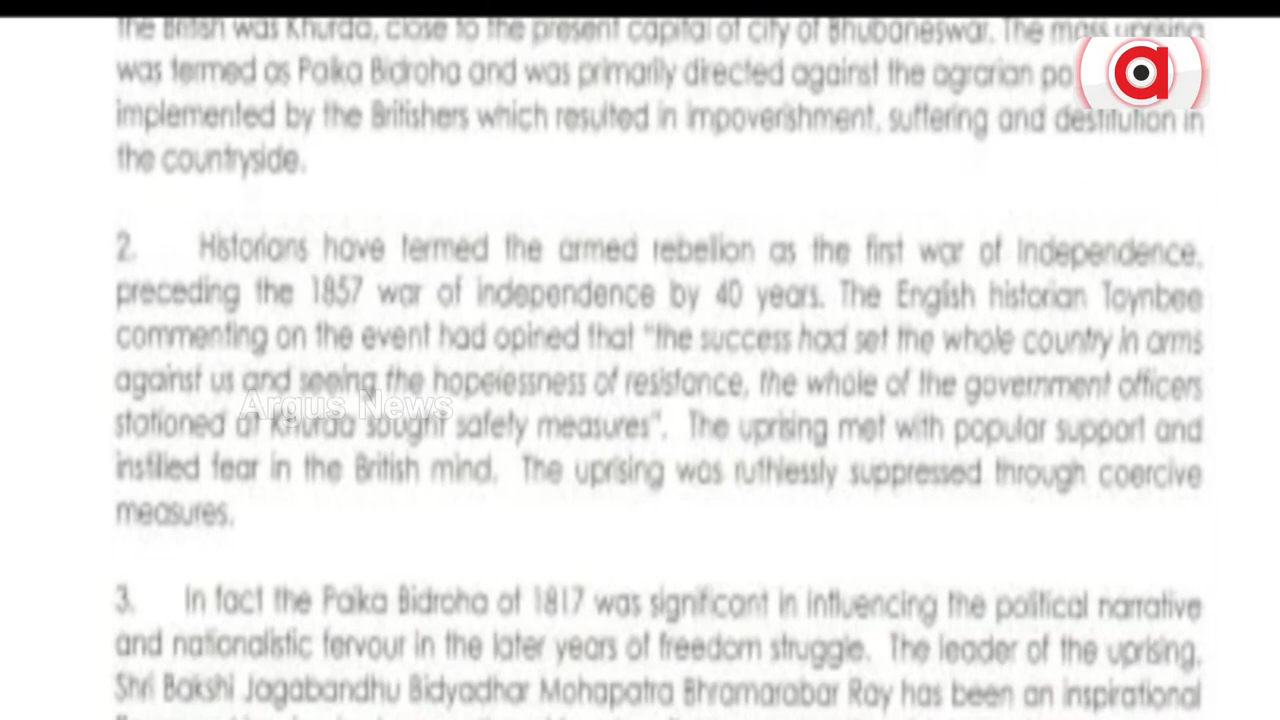 the British was Khurda, close to the present capital of city of Bhubaneswar. The mass uprising
was termed as Paika Bidroha and was primarily directed against the agrarian po
implemented by the Britishers which resulted in impoverishment, suffering and destitution in
the countryside.
2. Historians have termed the armed rebellion as the first war of Independence,
preceding the 1857 war of independence by 40 years. The English historian Toynbee
commenting on the event had opined that "the success had set the whole country in arms
against us and seeing the hopelessness of resistance, the whole of the government officers
stationed at Khurda sought safety measures". The uprising met with popular support and
instilled fear in the British mind. The uprising was ruthlessly suppressed through coercive
measures.
3. In fact the Paika Bidroha of 1817 was significant in influencing the political narrative
and nationalistic fervour in the later years of freedom struggle. The leader of the uprising,
Shri Bakshi Jagabandhu Bidyadhar Mohapatra Bhramarabar Ray has been an inspirational
a
Argus News